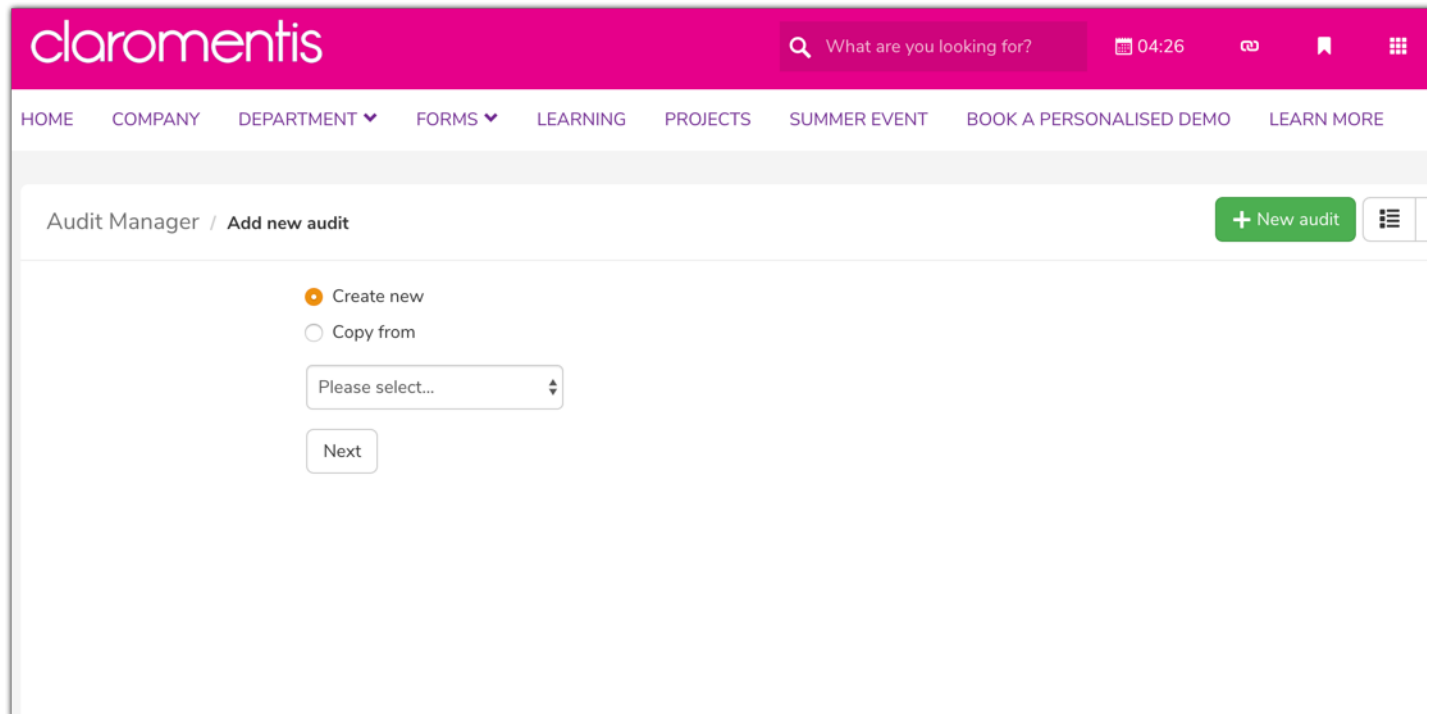 claromentis
What are you looking for? 04:26
HOME COMPANY DEPARTMENT FORMS LEARNING PROJECTS SUMMER EVENT BOOK A PERSONALISED DEMO LEARN MORE
Audit Manager / Add new audit + New audit
Create new
Copy from
Please select...
Next